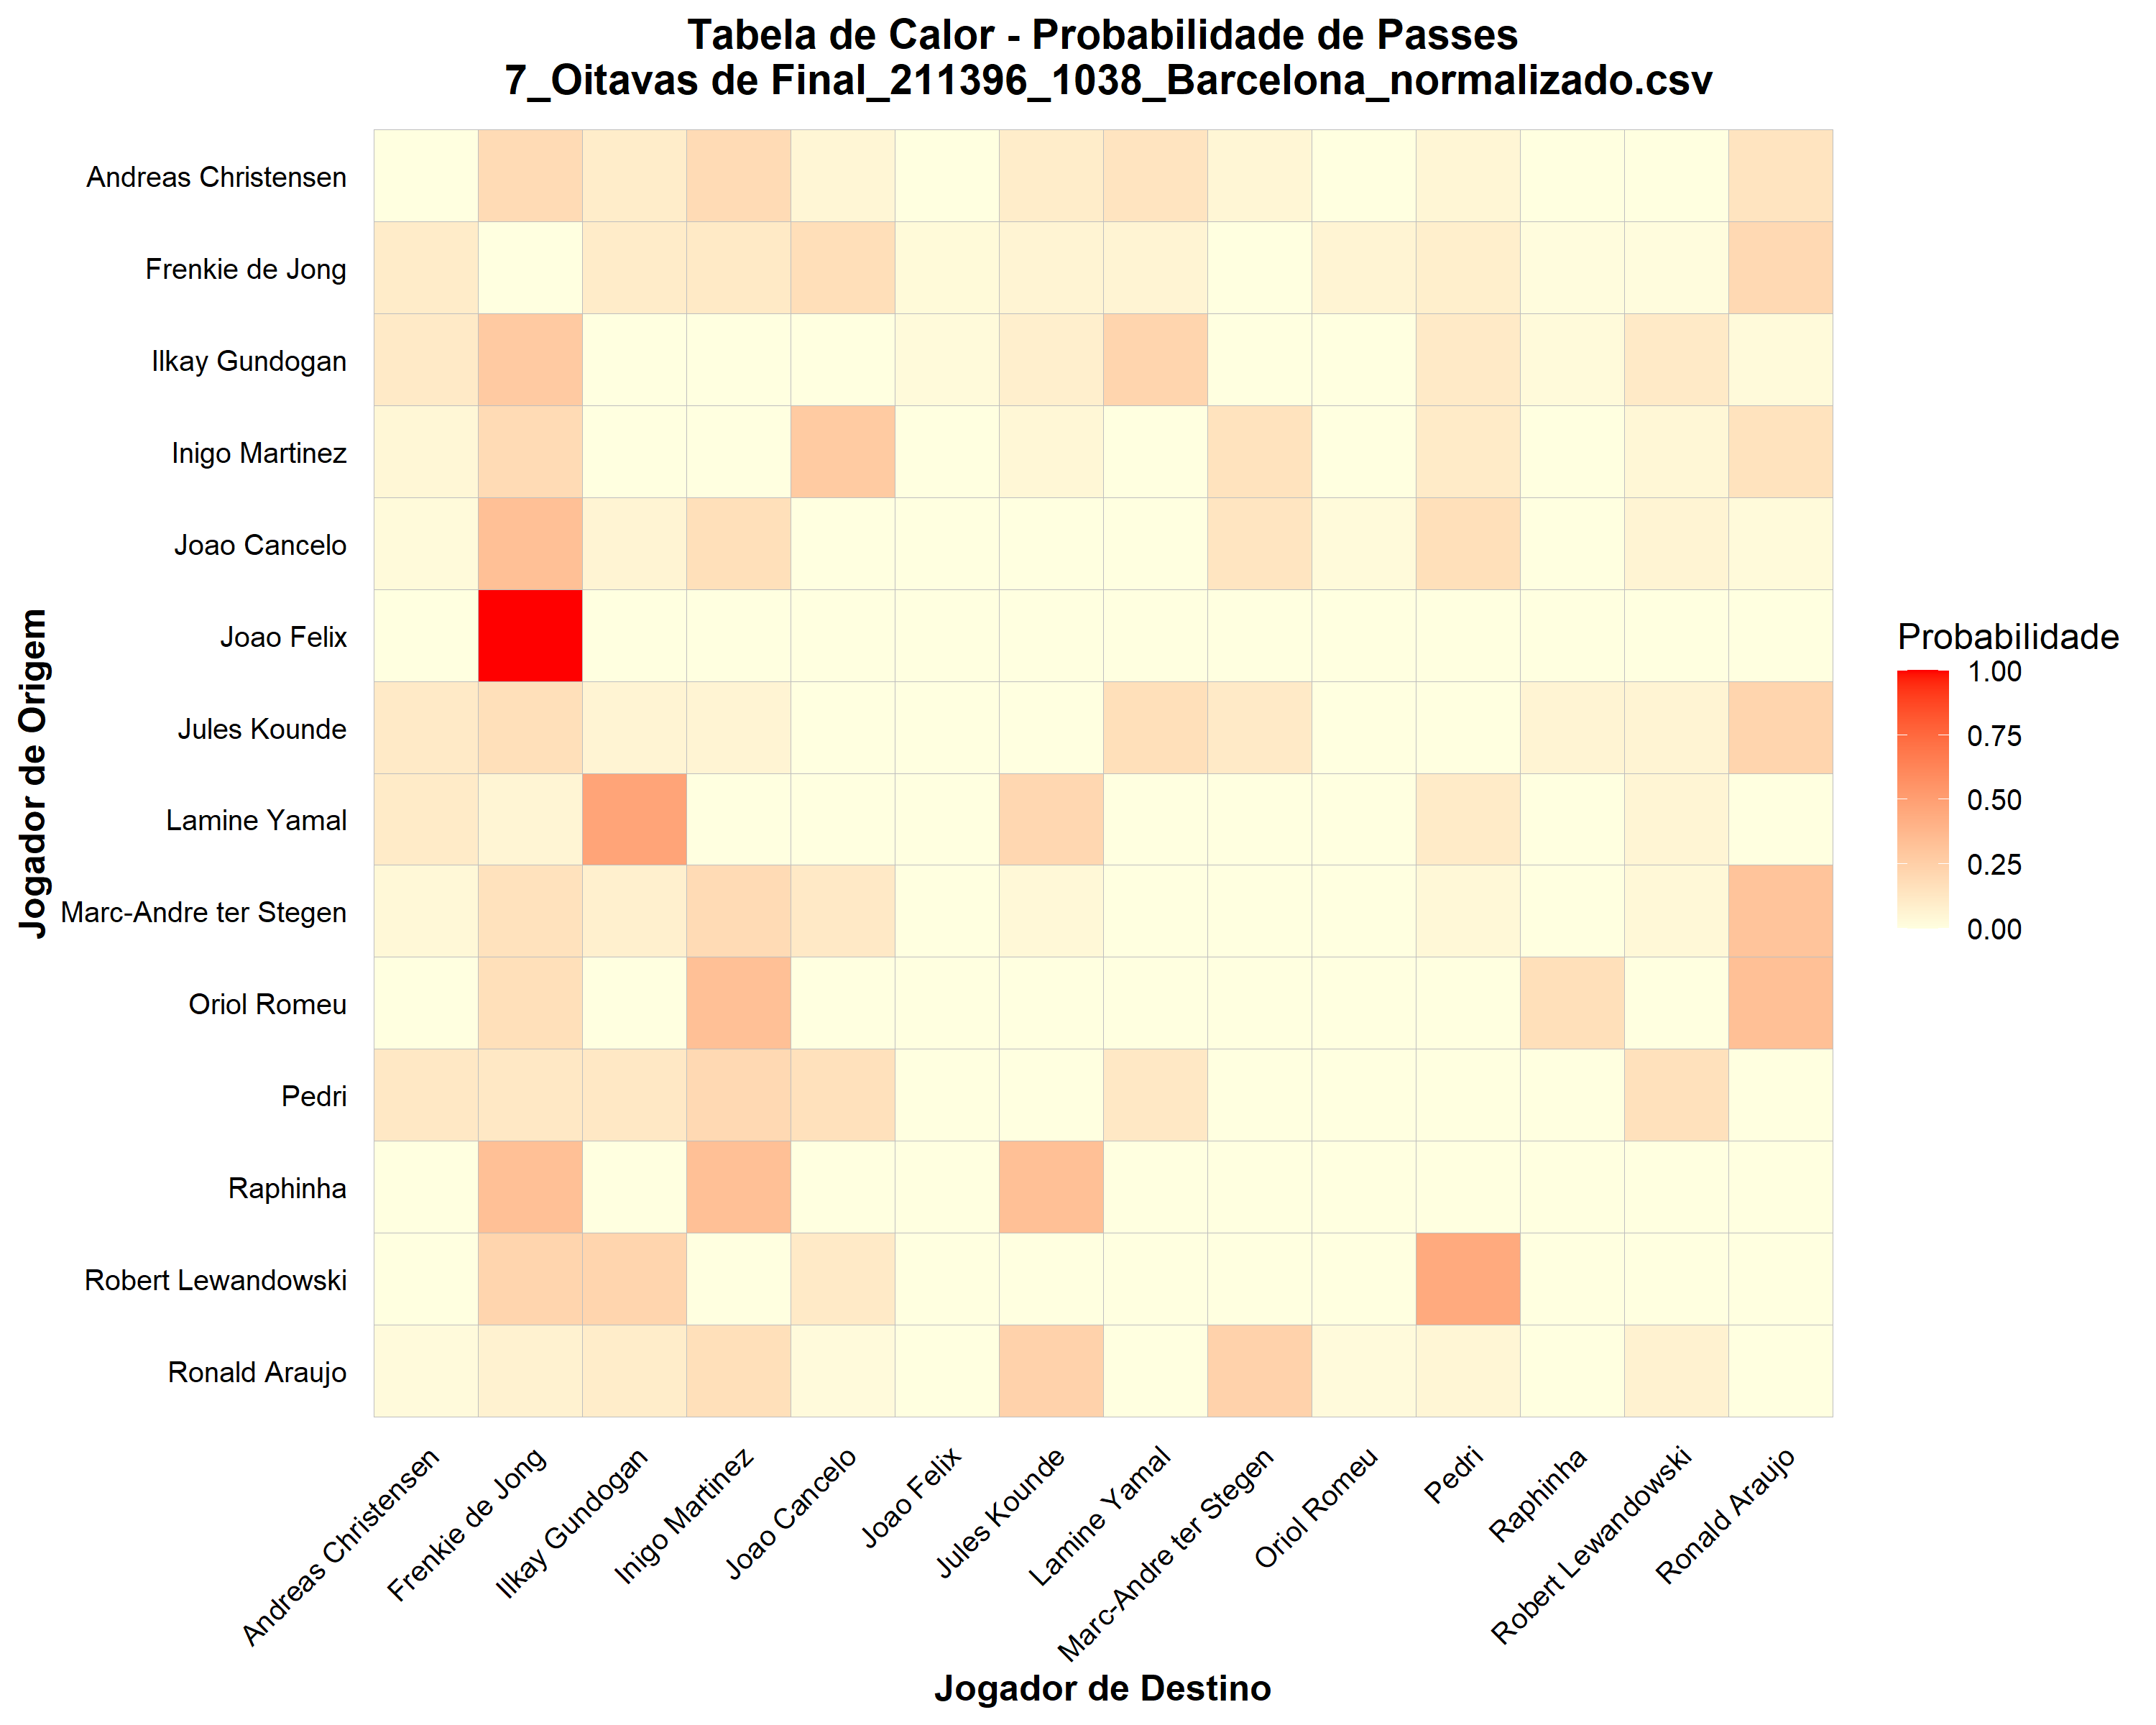 Tabela de Calor - Probabilidade de Passes
7_Oitavas de Final_211396_1038_Barcelona_normalizado.csv
Jogador de Origem
Andreas Christensen
Frenkie de Jong
Ilkay Gundogan
Inigo Martinez
Joao Cancelo
Joao Felix
Jules Kounde
Lamine Yamal
Marc-Andre ter Stegen
Oriol Romeu
Pedri
Raphinha
Robert Lewandowski
Ronald Araujo
Probabilidade
1.00
0.75
0.50
0.25
0.00
Andreas Christensen
Frenkie de Jong
Ilkay Gundogan
Inigo Martinez
Joao Cancelo
Joao Felix
Jules Kounde
Lamine Yamal
Marc-Andre ter Stegen
Oriol Romeu
Pedri
Raphinha
Robert Lewandowski
Ronald Araujo
Jogador de Destino